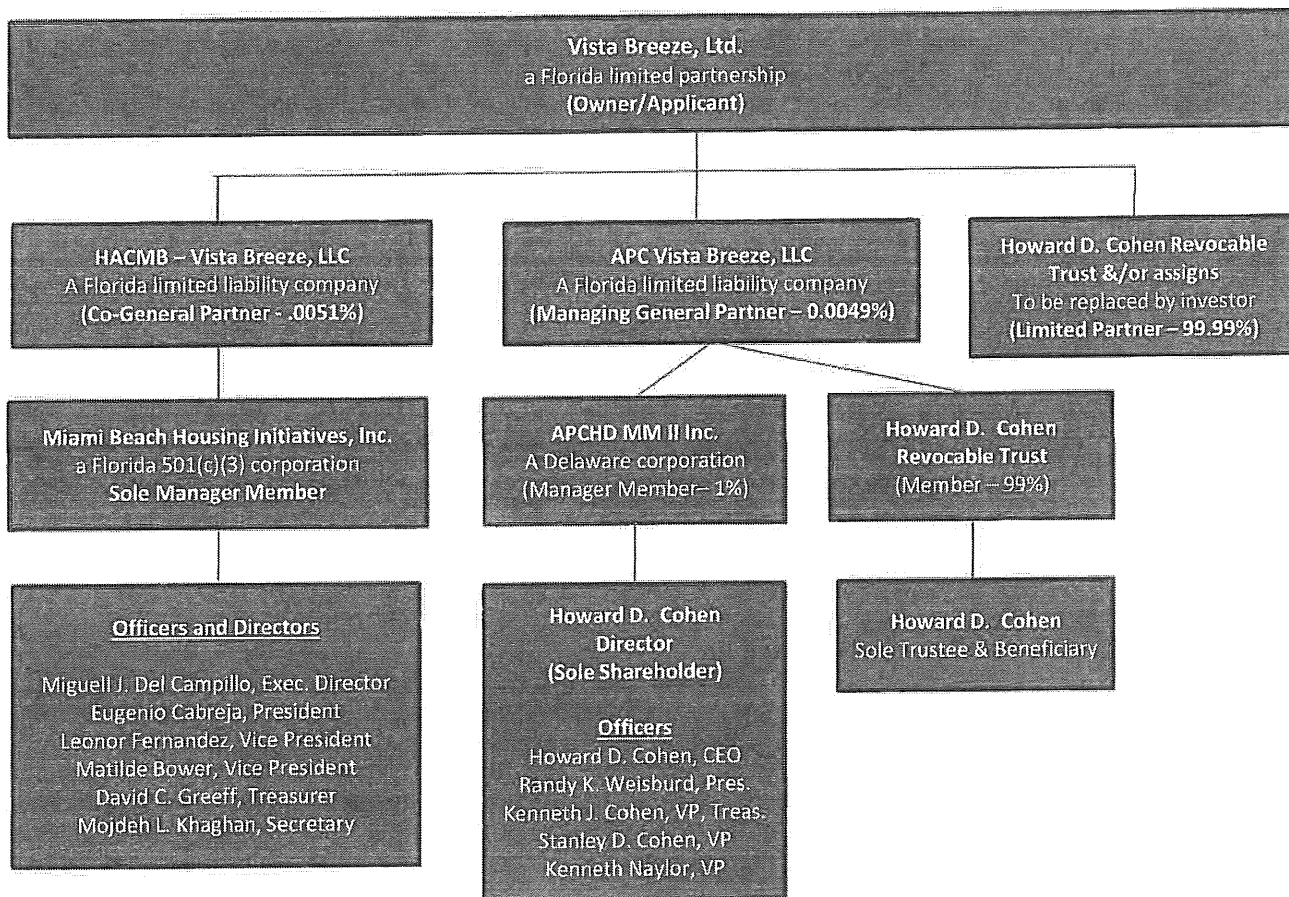 Vista Breeze, Ltd.
a Florida limited partnership
(Owner/Applicant)
HACMB – Vista Breeze, LLC
A Florida limited liability company
(Co-General Partner - .0051%)
APC Vista Breeze, LLC
A Florida limited liability company
(Managing General Partner – 0.0049%)
Howard D. Cohen Revocable
Trust &/or assigns
To be replaced by investor
(Limited Partner – 99.99%)
Miami Beach Housing Initiatives, Inc.
a Florida 501(c)(3) corporation
Sole Manager Member
APCHD MM II Inc.
A Delaware corporation
(Manager Member– 1%)
Howard D. Cohen
Revocable Trust
(Member – 99%)
Officers and Directors
Miguell J. Del Campillo, Exec. Director
Eugenio Cabreja, President
Leonor Fernandez, Vice President
Matilde Bower, Vice President
David C. Greeff, Treasurer
Mojdeh L. Khaghan, Secretary
Howard D. Cohen
Director
(Sole Shareholder)
Officers
Howard D. Cohen, CEO
Randy K. Weisburd, Pres.
Kenneth J. Cohen, VP, Treas.
Stanley D. Cohen, VP
Kenneth Naylor, VP
Howard D. Cohen
Sole Trustee & Beneficiary